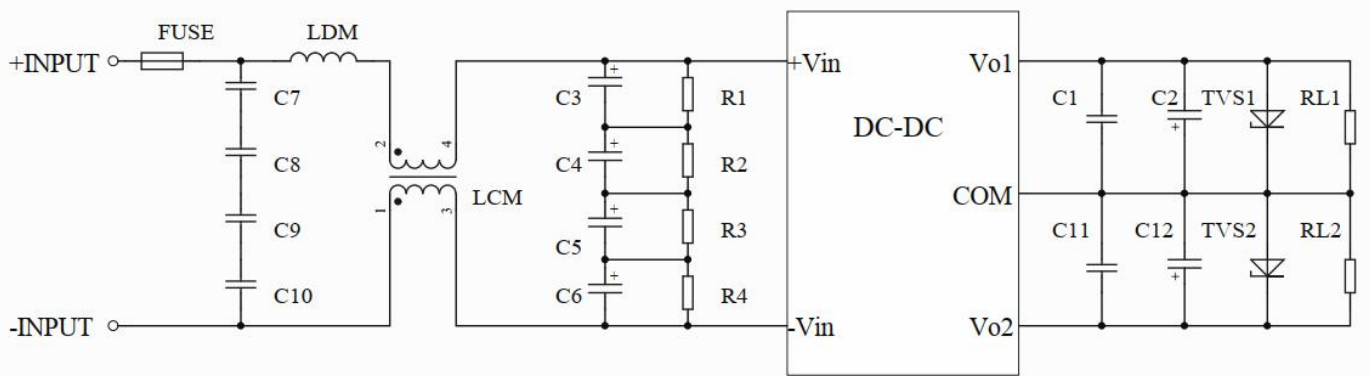 FUSE LDM
+INPUT
C7
C8
C9
C10
-INPUT
2 4
1 3
LCM
+ C3 R1
+ C4 R2
+ C5 R3
+ C6 R4
+Vin Vo1
DC-DC
COM
-Vin Vo2
C1 C2 TVS1 RL1
+
C11 C12 TVS2 RL2
+